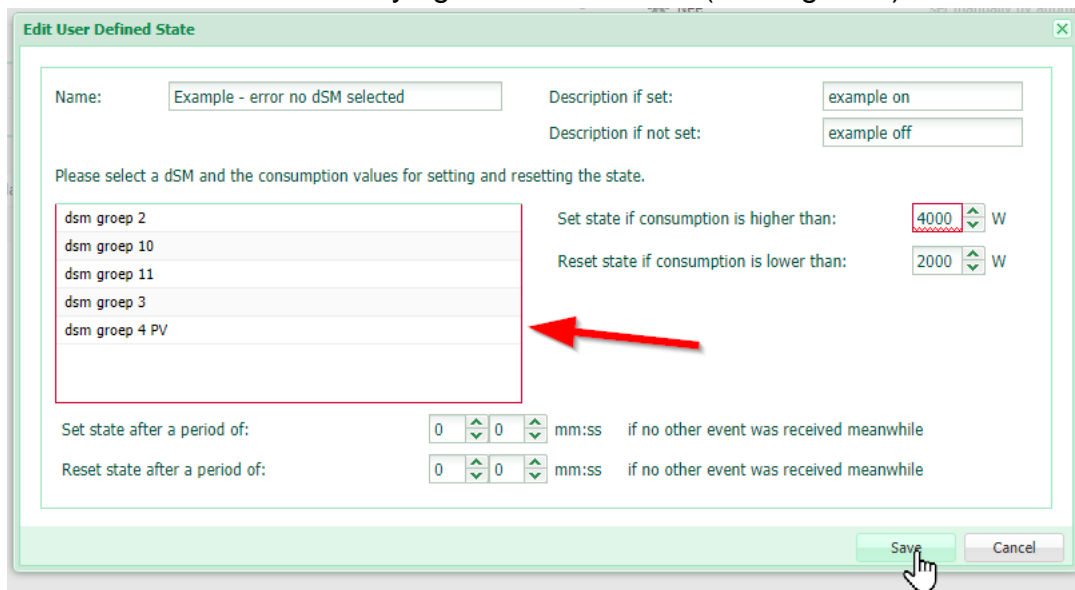 Edit User Defined State
Name: Example - error no dSM selected Description if set: example on
Description if not set: example off
Please select a dSM and the consumption values for setting and resetting the state.
dsm groep 2 Set state if consumption is higher than: 4000 W
dsm groep 10
dsm groep 11 Reset state if consumption is lower than: 2000 W
dsm groep 3
dsm groep 4 PV
Set state after a period of: 0 0 mm:ss if no other event was received meanwhile
Reset state after a period of: 0 0 mm:ss if no other event was received meanwhile
Save Cancel